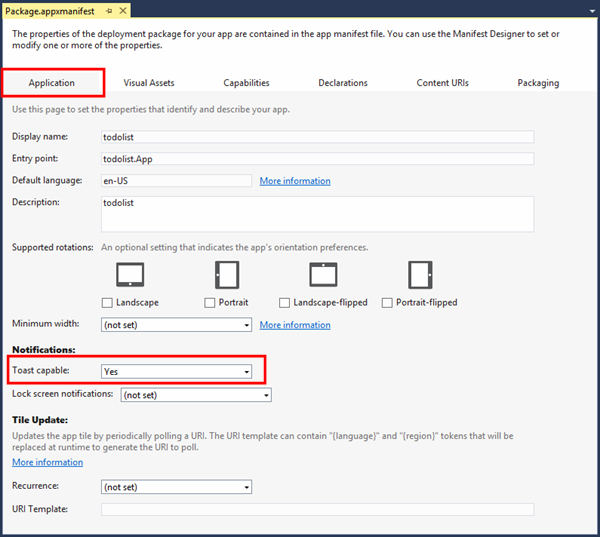 Package.appxmanifest
The properties of the deployment package for your app are contained in the app manifest file. You can use the Manifest Designer to set or
modify one or more of the properties.
Application Visual Assets Capabilities Declarations Content URIs Packaging
Use this page to set the properties that identify and describe your app.
Display name: todolist
Entry point: todolist.App
Default language: en-US More information
Description: todolist
Supported rotations: An optional setting that indicates the app's orientation preferences.
Landscape Portrait Landscape-flipped Portrait-flipped
Minimum width: (not set) More information
Notifications:
Toast capable: Yes
Lock screen notifications: (not set)
Tile Update:
Updates the app tile by periodically polling a URI. The URI template can contain "{language}" and "{region}" tokens that will be
replaced at runtime to generate the URI to poll.
More information
Recurrence: (not set)
URI Template: